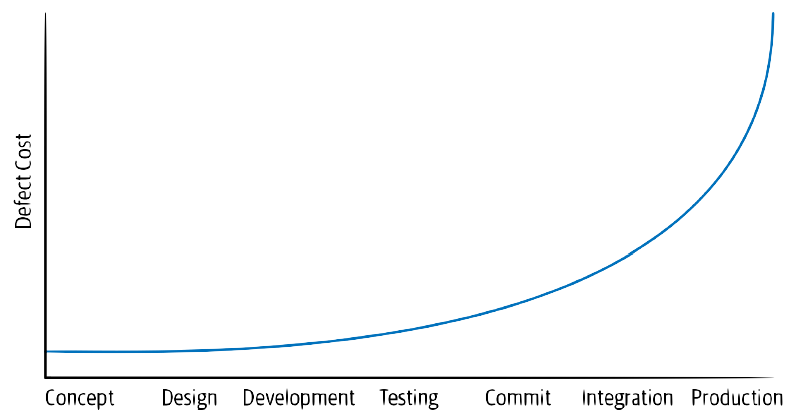 Defect Cost
Concept Design Development Testing Commit Integration Production